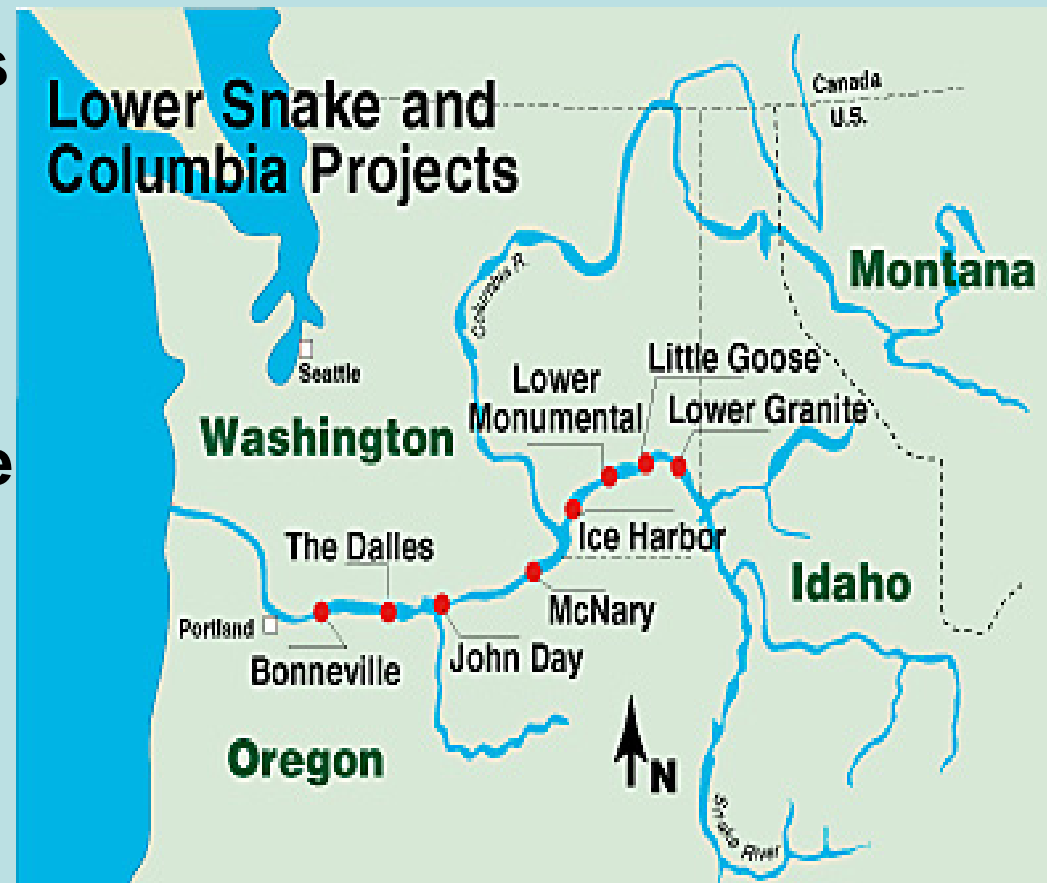 s
e
Lower Snake and
Columbia Projects
Canada
U.S.
Columbia R.
Montana
Seattle
Little Goose
Lower
Monumental
Lower Granite
Washington
Ice Harbor
The Dalles
Idaho
McNary
Portland
John Day
Bonneville
Oregon
N
Snake River